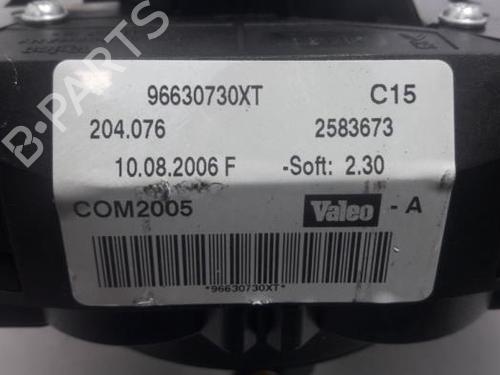 96630730XT C15
204.076 2583673
10.08.2006 F -Soft: 2.30
COM2005 Valeo - A
*96630730XT*
B-PARTS